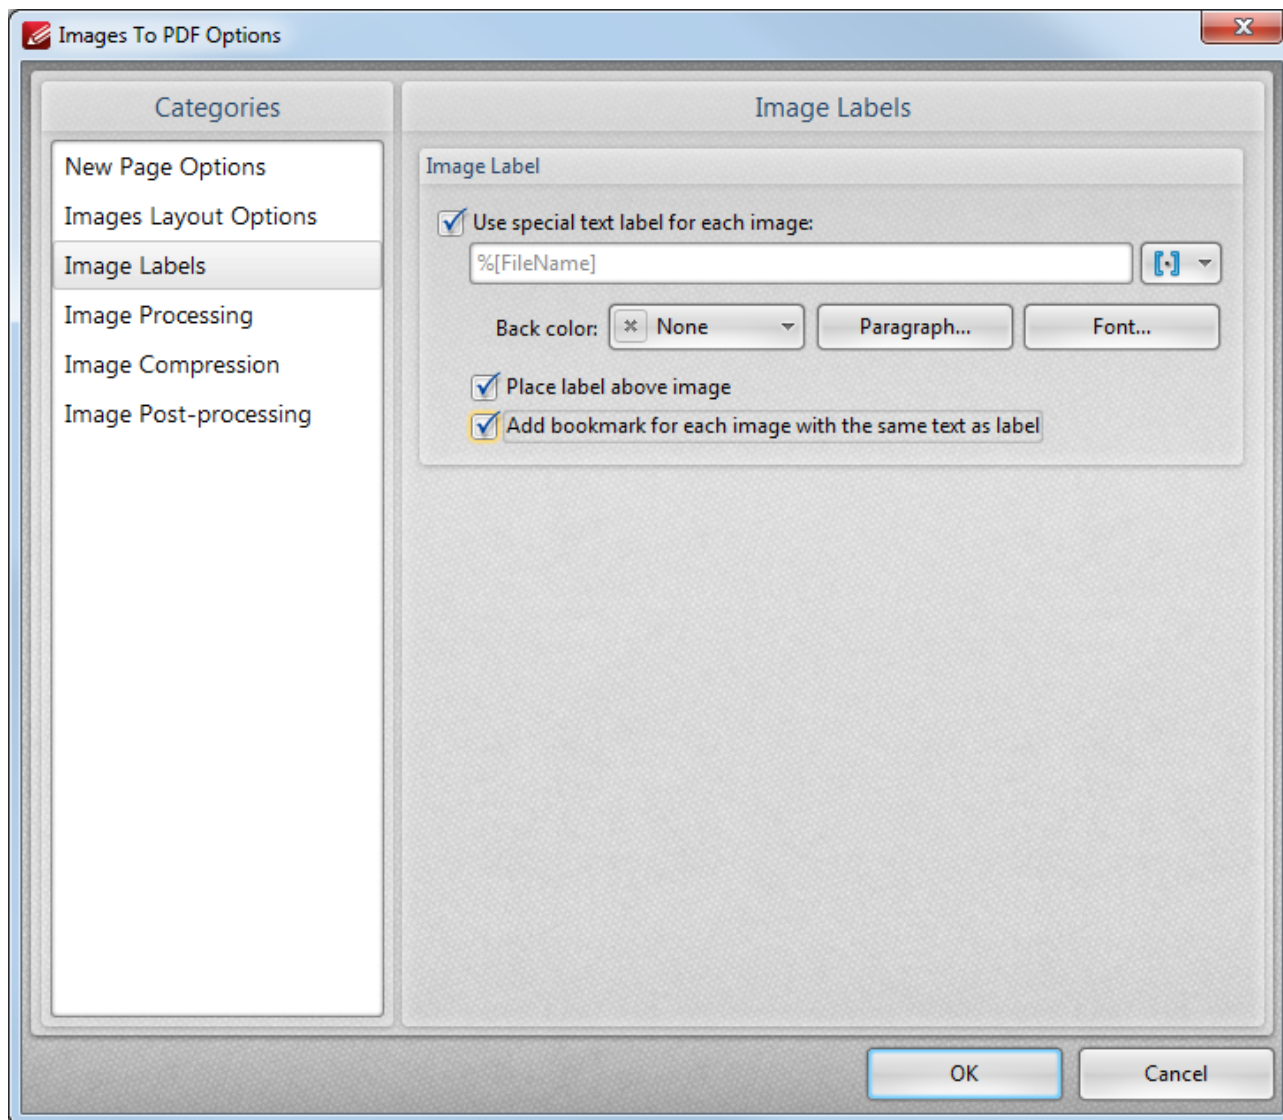 Images To PDF Options
Categories
New Page Options
Images Layout Options
Image Labels
Image Processing
Image Compression
Image Post-processing
Image Labels
Image Label
Use special text label for each image:
%[FileName]
Back color: None Paragraph... Font...
Place label above image
Add bookmark for each image with the same text as label
OK Cancel